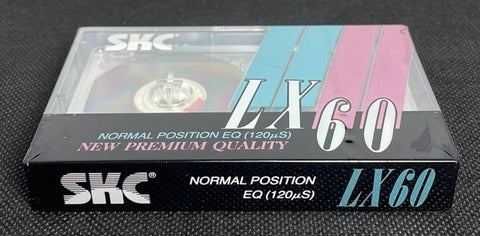 SKC
LX60
NORMAL POSITION EQ (120µS)
NEW PREMIUM QUALITY
SKC®
NORMAL POSITION
EQ (120µS)
LX60